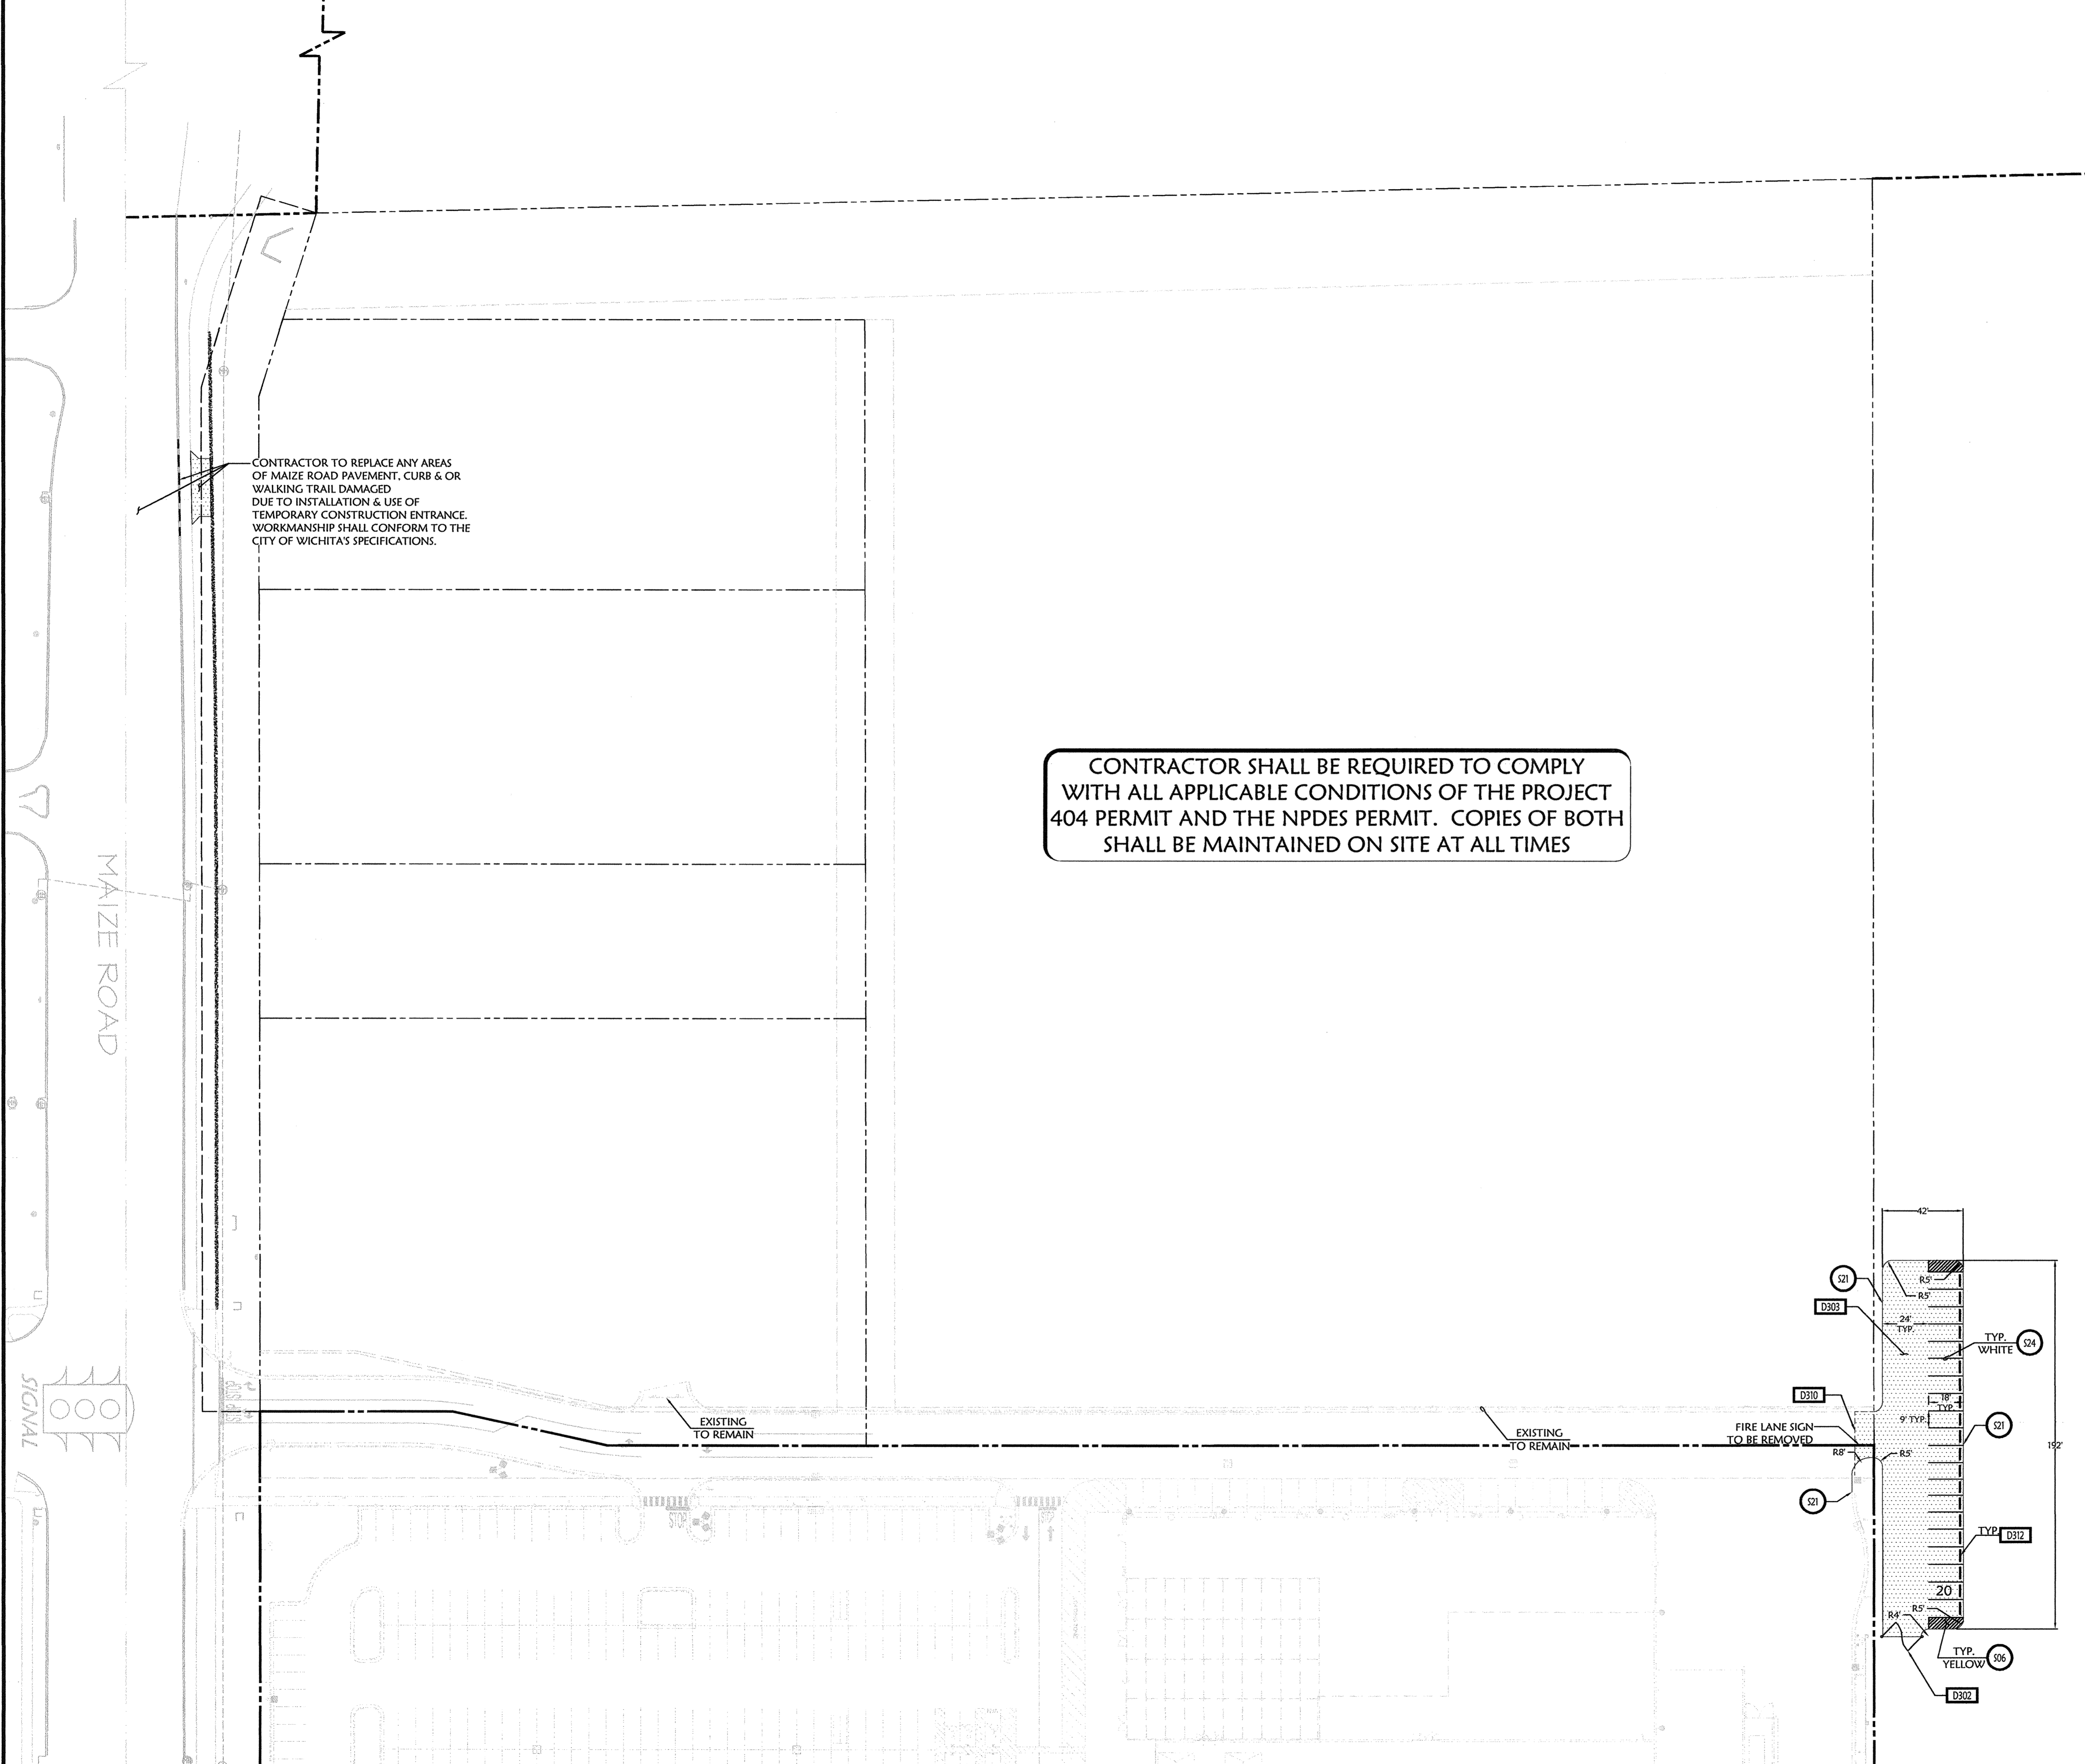 CONTRACTOR TO REPLACE ANY AREAS
OF MAIZE ROAD PAVEMENT, CURB & OR
WALKING TRAIL DAMAGED
DUE TO INSTALLATION & USE OF
TEMPORARY CONSTRUCTION ENTRANCE.
WORKMANSHIP SHALL CONFORM TO THE
CITY OF WICHITA'S SPECIFICATIONS.
CONTRACTOR SHALL BE REQUIRED TO COMPLY
WITH ALL APPLICABLE CONDITIONS OF THE PROJECT
404 PERMIT AND THE NPDES PERMIT. COPIES OF BOTH
SHALL BE MAINTAINED ON SITE AT ALL TIMES
MAIZE ROAD
SIGNAL
EXISTING
TO REMAIN
EXISTING
TO REMAIN
42'
S21
R5'
R5'
D303
24'
TYP.
TYP.
WHITE
S24
D310
18'
TYP.
9' TYP.
S21
FIRE LANE SIGN
TO BE REMOVED
192'
R8'
R5'
S21
STOP
TYP.
D312
20
R5'
R4'
TYP.
YELLOW
S06
D302